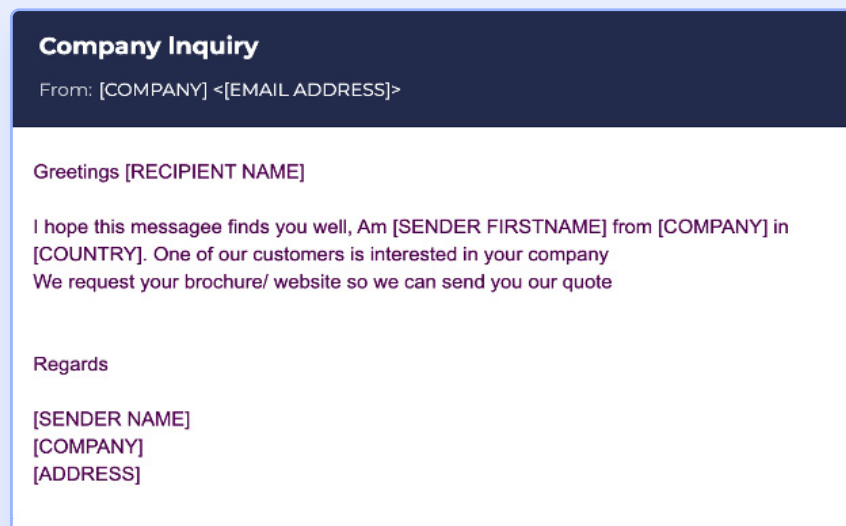 Company Inquiry
From: [COMPANY] <[EMAIL ADDRESS]>
Greetings [RECIPIENT NAME]
I hope this messagee finds you well, Am [SENDER FIRSTNAME] from [COMPANY] in
[COUNTRY]. One of our customers is interested in your company
We request your brochure/ website so we can send you our quote
Regards
[SENDER NAME]
[COMPANY]
[ADDRESS]